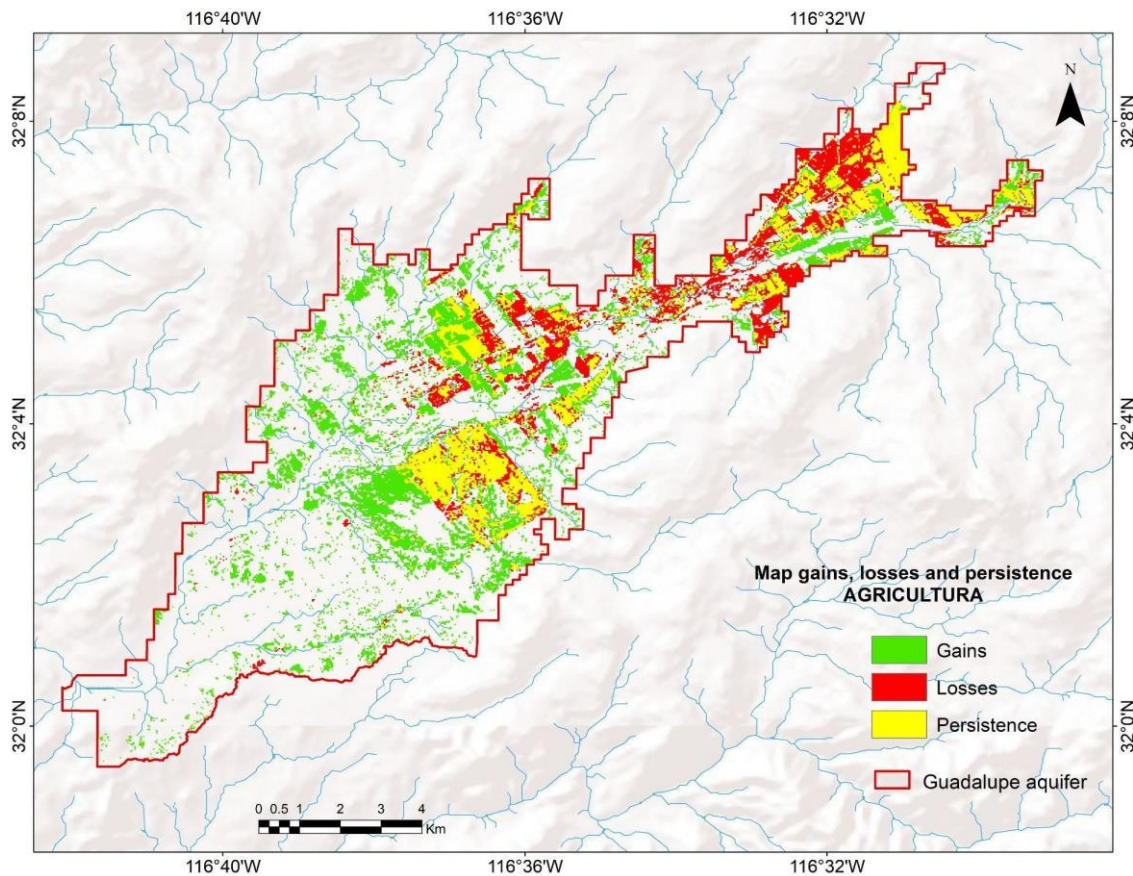 116°40'W 116°36'W 116°32'W
N
32°8'N 32°8'N
32°4'N 32°4'N
Map gains, losses and persistence
AGRICULTURA
Gains
Losses
Persistence
32°0'N 32°0'N
Guadalupe aquifer
0 0.5 1 2 3 4
Km
116°40'W 116°36'W 116°32'W